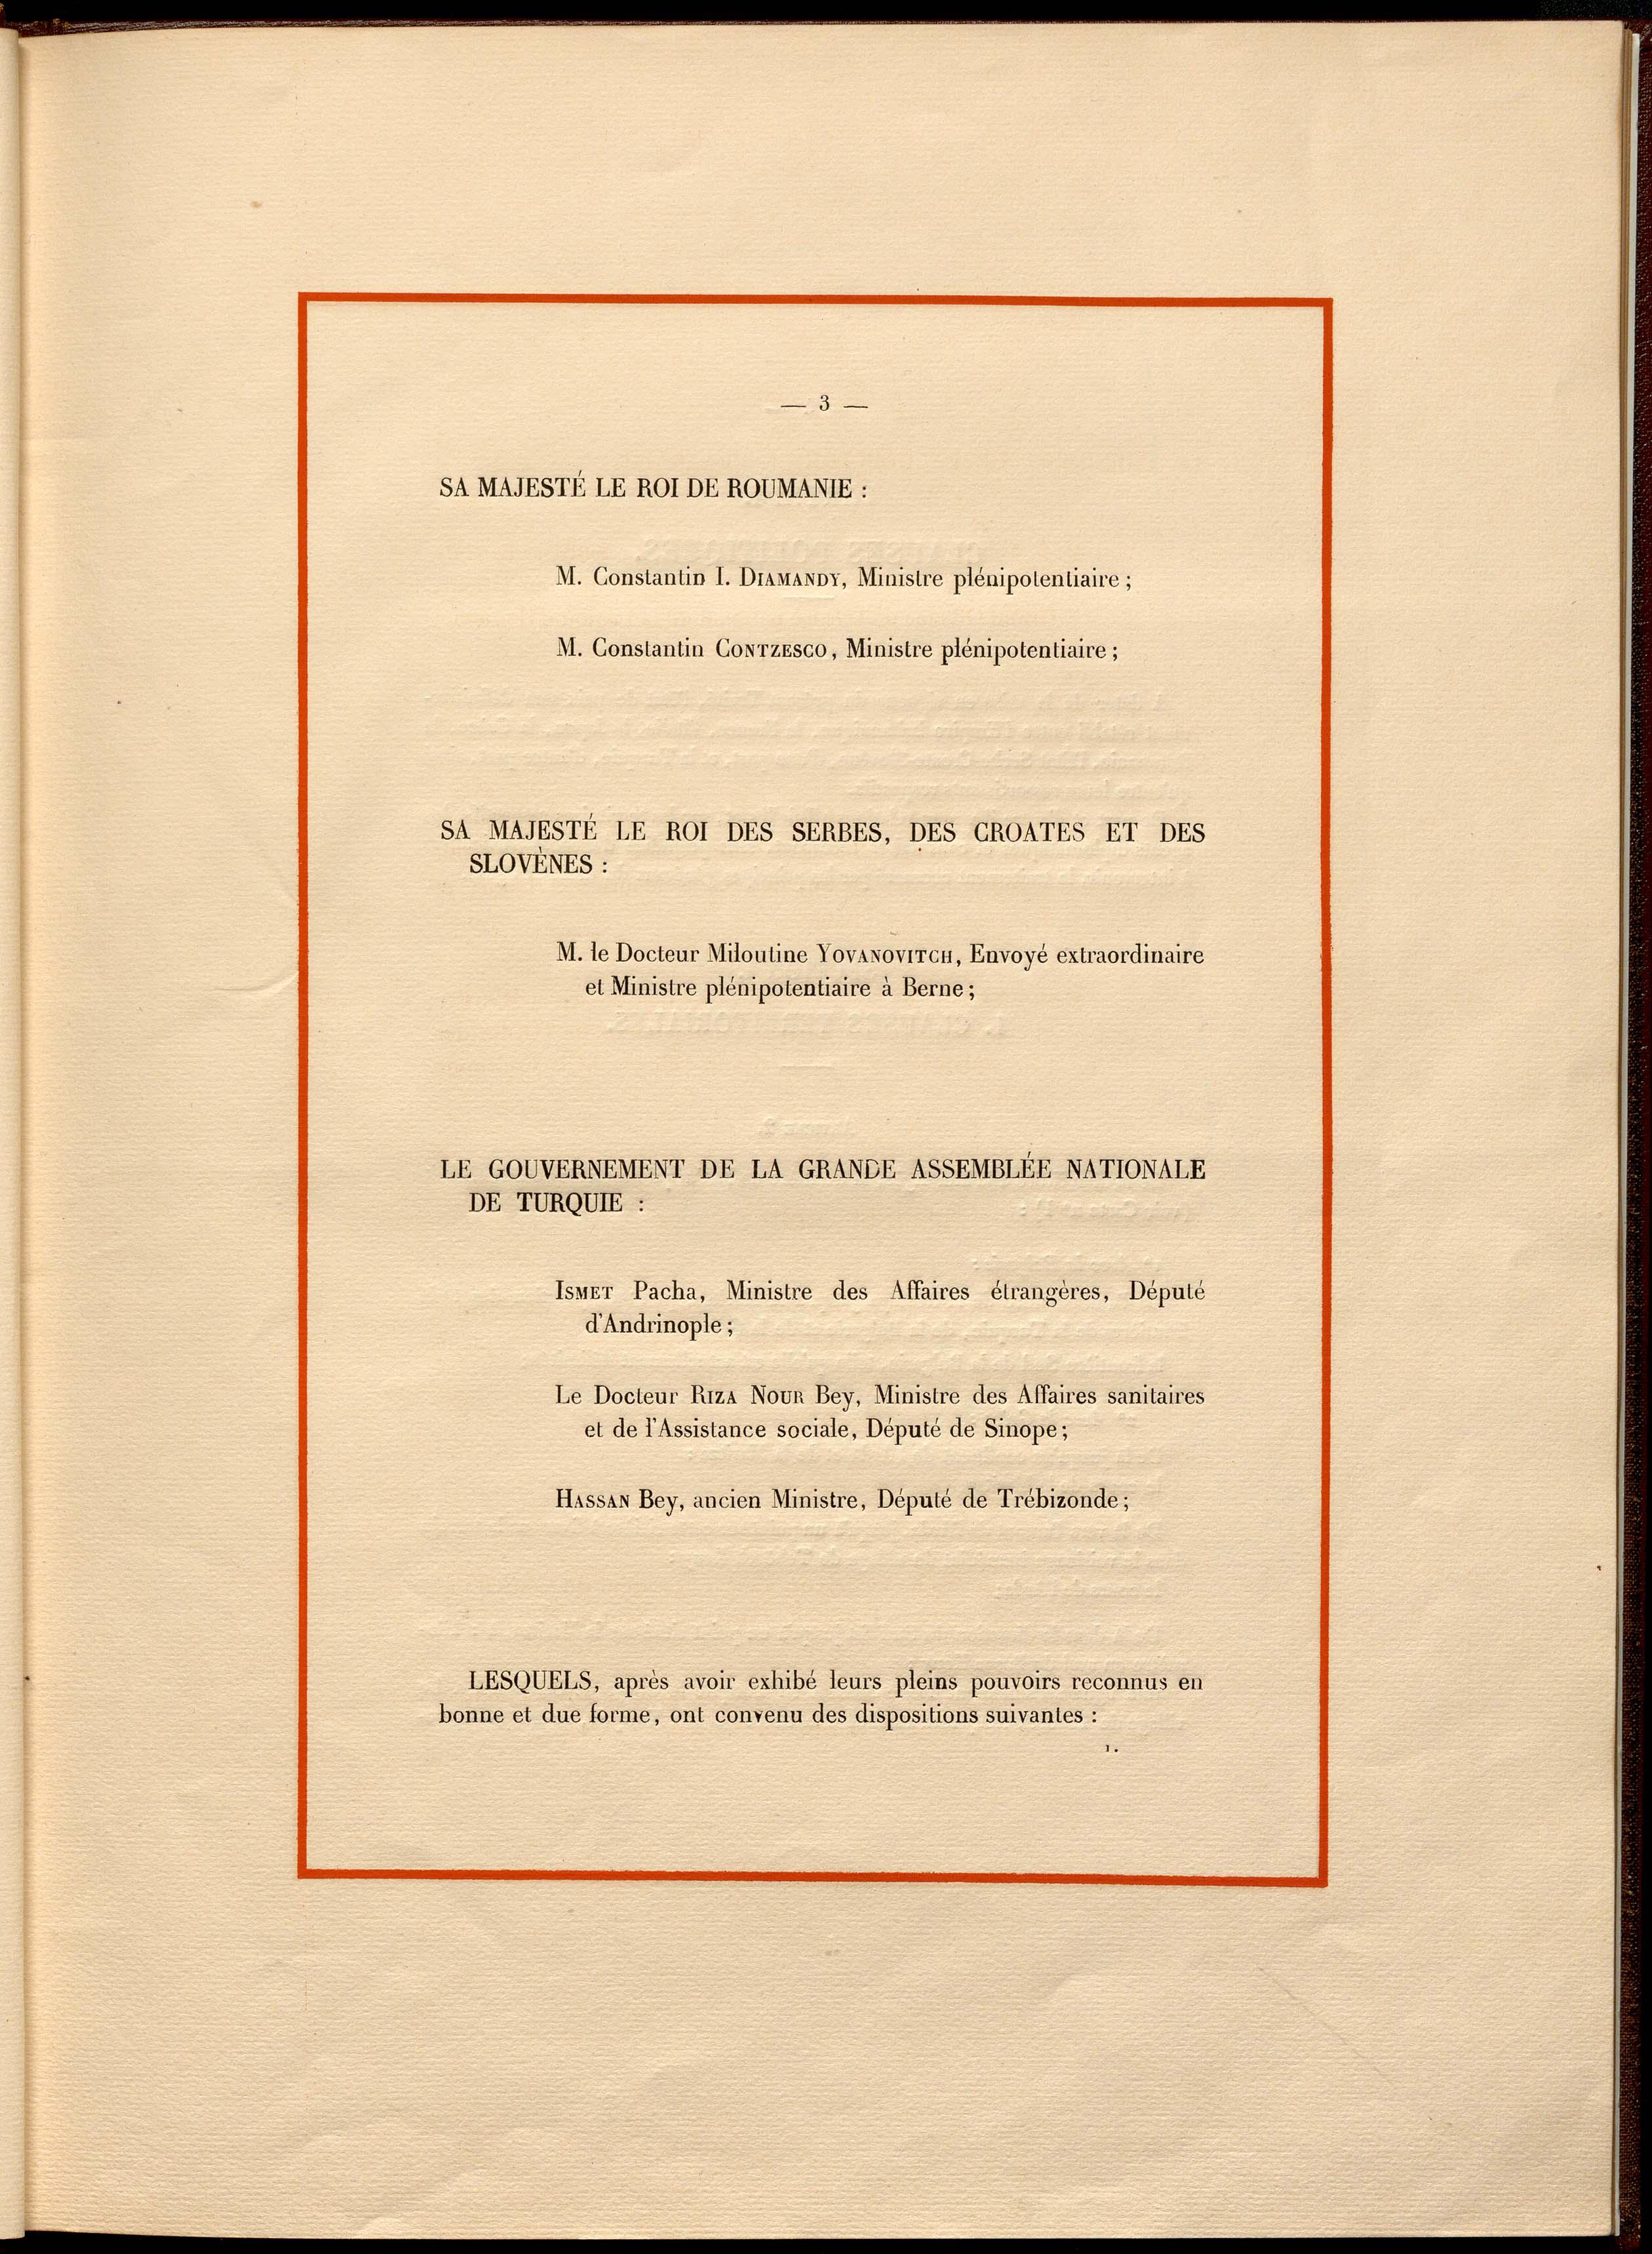 — 3 —
SA MAJESTÉ LE ROI DE ROUMANIE :
M. Constantin I. DIAMANDY, Ministre plénipotentiaire ;
M. Constantin CONTZESCO, Ministre plénipotentiaire ;
SA MAJESTÉ LE ROI DES SERBES, DES CROATES ET DES
SLOVÈNES :
M. le Docteur Miloutine YOVANOVITCH, Envoyé extraordinaire
et Ministre plénipotentiaire à Berne ;
LE GOUVERNEMENT DE LA GRANDE ASSEMBLÉE NATIONALE
DE TURQUIE :
ISMET Pacha, Ministre des Affaires étrangères, Député
d'Andrinople ;
Le Docteur RIZA NOUR Bey, Ministre des Affaires sanitaires
et de l'Assistance sociale, Député de Sinope ;
HASSAN Bey, ancien Ministre, Député de Trébizonde ;
LESQUELS, après avoir exhibé leurs pleins pouvoirs reconnus en
bonne et due forme, ont convenu des dispositions suivantes :
1.